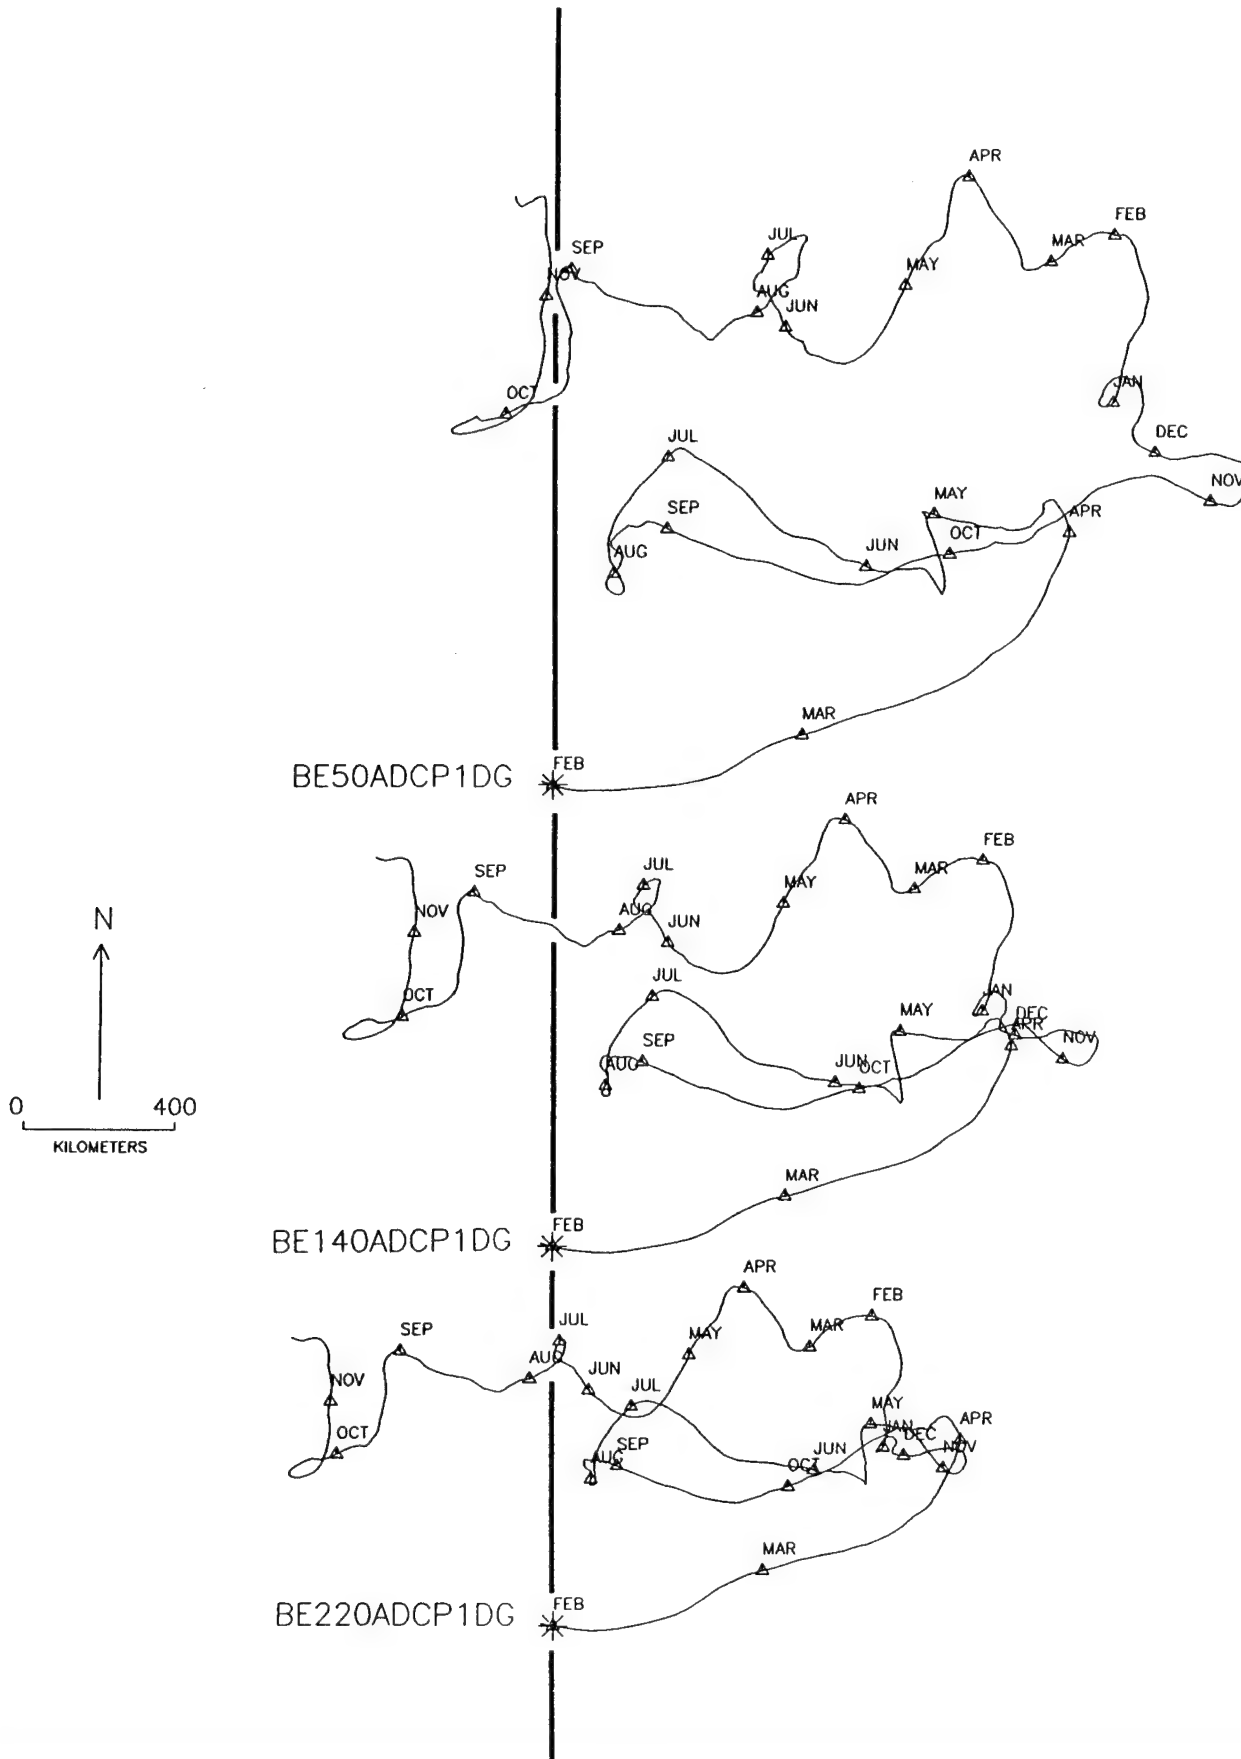 APR
FEB
JUL
SEP
MAR
MAY
NOV
AUG
JUN
JAN
OCT
DEC
JUL
NOV
MAY
SEP
APR
OCT
AUG
JUN
MAR
FEB
BE50ADCP1DG
APR
FEB
JUL
SEP
MAR
MAY
AUG
NOV
JUN
N
JUL
JAN
OCT
DEC
MAY
APR
NOV
SEP
JUN
OCT
AUG
0 400
KILOMETERS
MAR
FEB
BE140ADCP1DG
APR
FEB
JUL
SEP
MAR
MAY
AUG
JUN
NOV
JUL
MAY
APR
JAN
DEC
OCT
SEP
JUN
NOV
AUG
OCT
MAR
FEB
BE220ADCP1DG